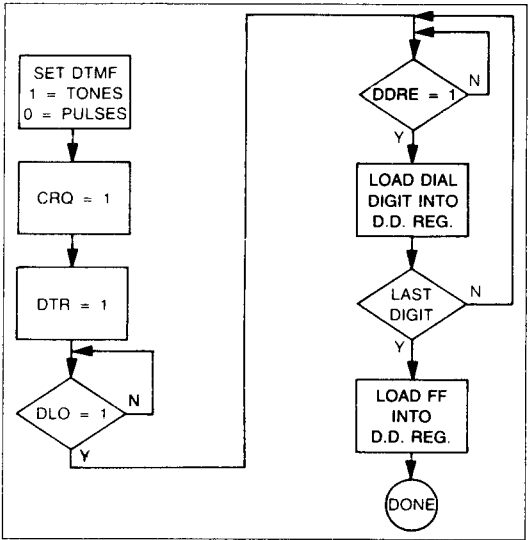 SET DTMF
1 = TONES
0 = PULSES
CRQ = 1
DTR = 1
DLO = 1
N
Y
DDRE = 1
N
Y
LOAD DIAL
DIGIT INTO
D.D. REG.
LAST
DIGIT
N
Y
LOAD FF
INTO
D.D. REG.
DONE